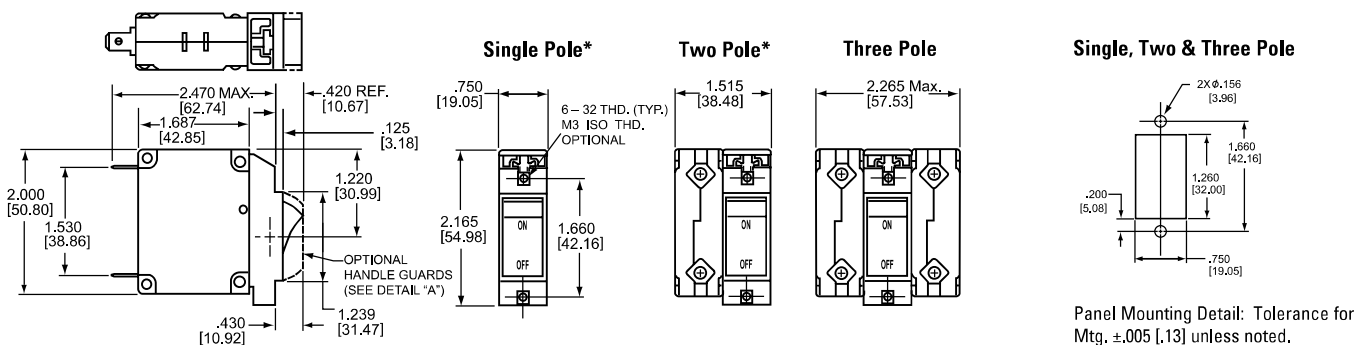 2.470 MAX.
[62.74]
.420 REF.
[10.67]
1.687
[42.85]
.125
[3.18]
2.000
[50.80]
1.530
[38.86]
1.220
[30.99]
OPTIONAL
HANDLE GUARDS
(SEE DETAIL "A")
.430
[10.92]
1.239
[31.47]
Single Pole*
.750
[19.05]
6–32 THD. (TYP.)
M3 ISO THD.
OPTIONAL
2.165
[54.98]
ON
OFF
1.660
[42.16]
Two Pole*
1.515
[38.48]
ON
OFF
Three Pole
2.265 Max.
[57.53]
ON
OFF
Single, Two & Three Pole
2XØ.156
[3.96]
1.660
[42.16]
1.260
[32.00]
.200
[5.08]
.750
[19.05]
Panel Mounting Detail: Tolerance for
Mtg. ±.005 [.13] unless noted.